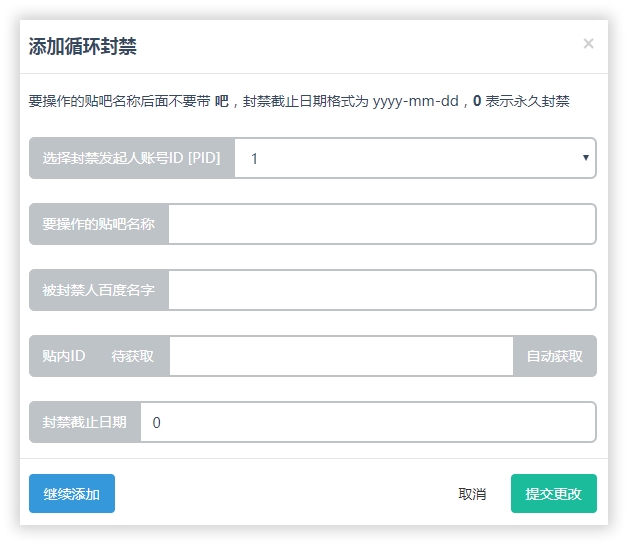 添加循环封禁
×
要操作的贴吧名称后面不要带 吧，封禁截止日期格式为 yyyy-mm-dd，0 表示永久封禁
选择封禁发起人账号ID [PID] 1
要操作的贴吧名称
被封禁人百度名字
贴内ID 待获取 自动获取
封禁截止日期 0
继续添加 取消 提交更改